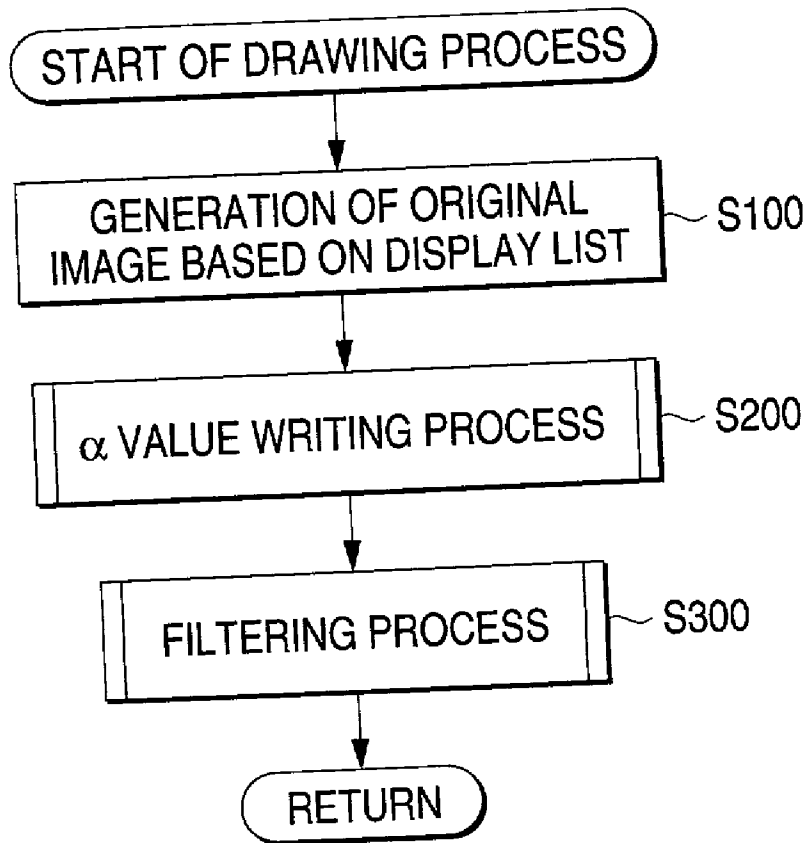 START OF DRAWING PROCESS
GENERATION OF ORIGINAL
IMAGE BASED ON DISPLAY LIST
S100
α VALUE WRITING PROCESS
S200
FILTERING PROCESS
S300
RETURN